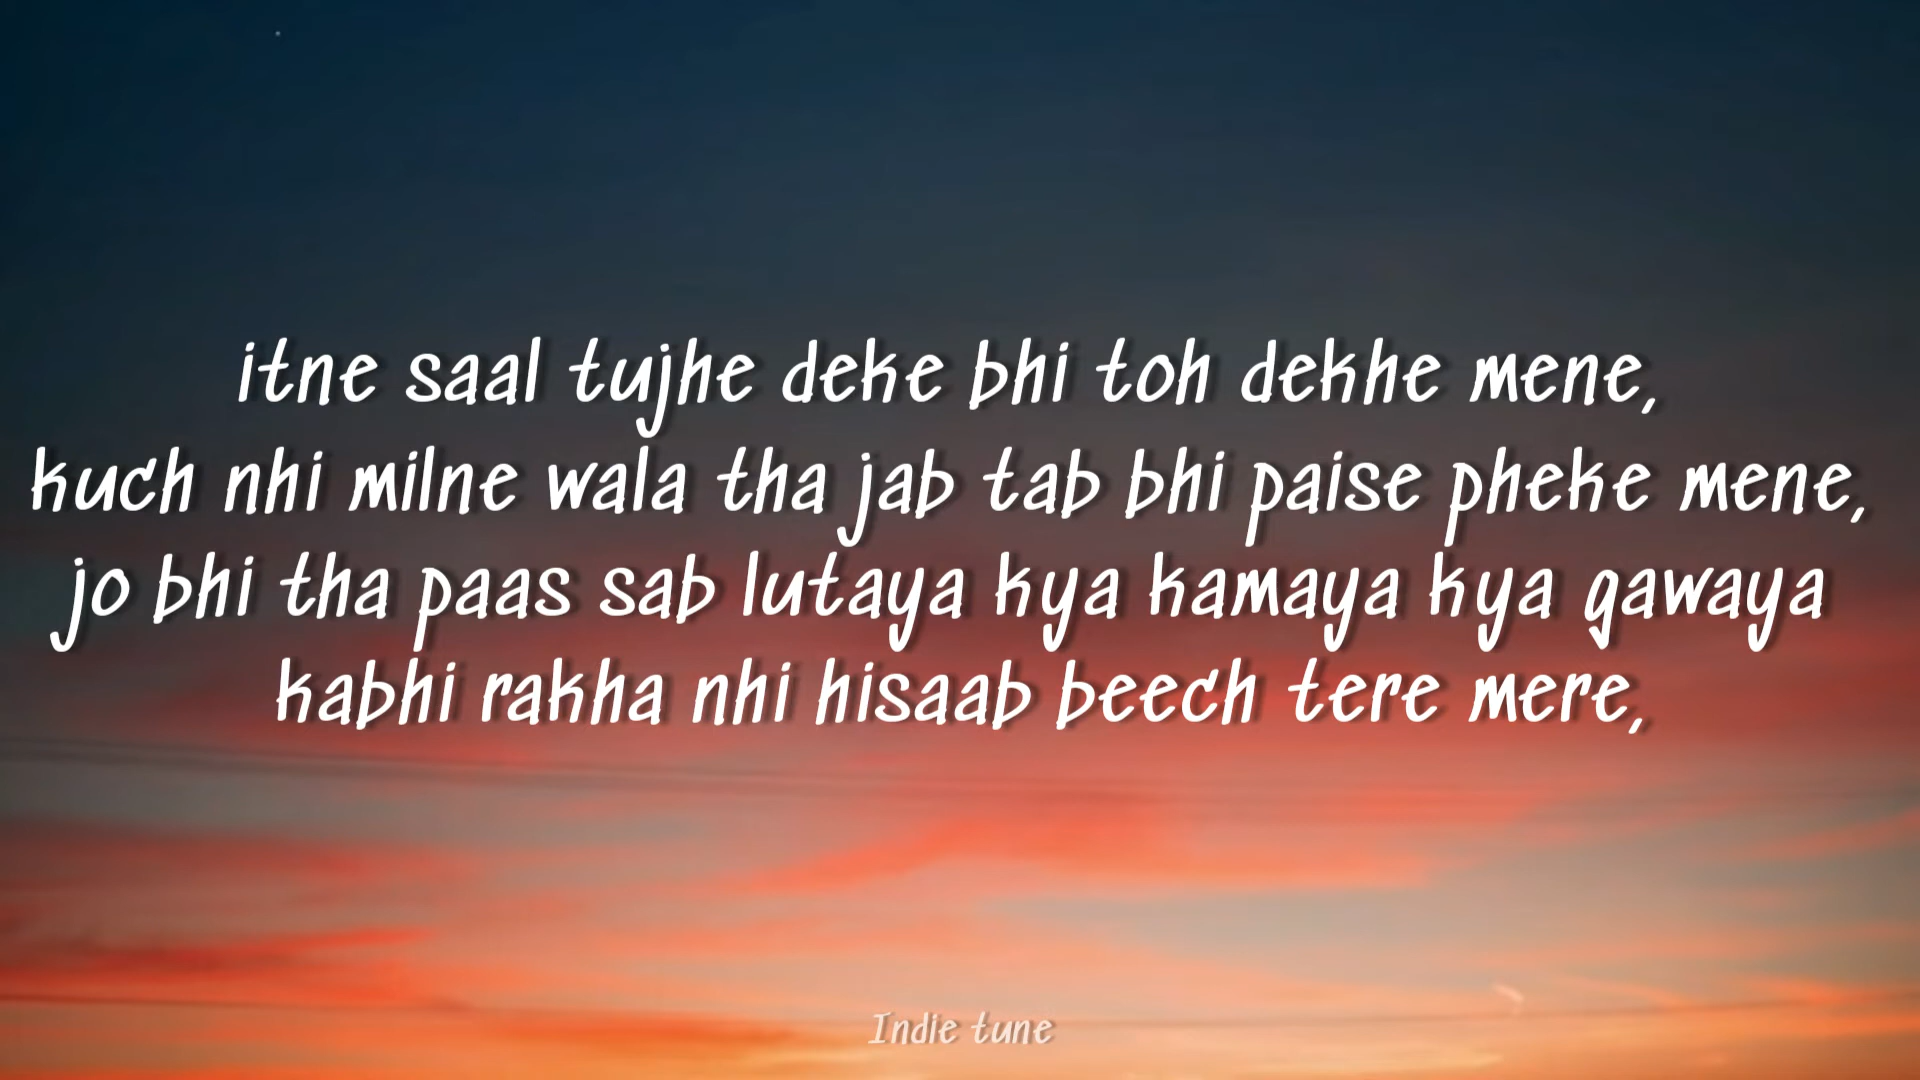 itne saal tujhe deke bhi toh dekhe mene,
kuch nhi milne wala tha jab tab bhi paise pheke mene,
jo bhi tha paas sab lutaya kya kamaya kya gawaya
kabhi rakha nhi hisaab beech tere mere,
Indie tune